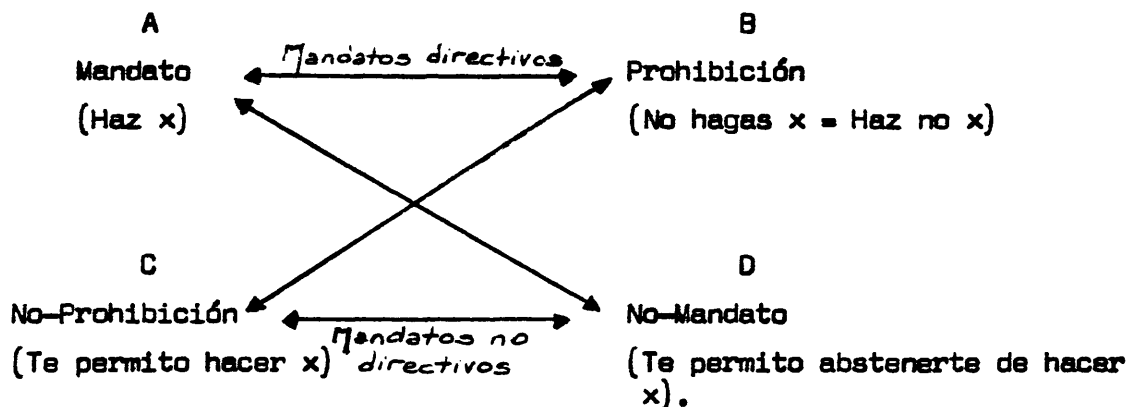 A B
Mandatos directivos
Mandato Prohibición
(Haz x) (No hagas x = Haz no x)
C D
No-Prohibición No-Mandato
Mandatos no
(Te permito hacer x) directivos (Te permito abstenerte de hacer
x).